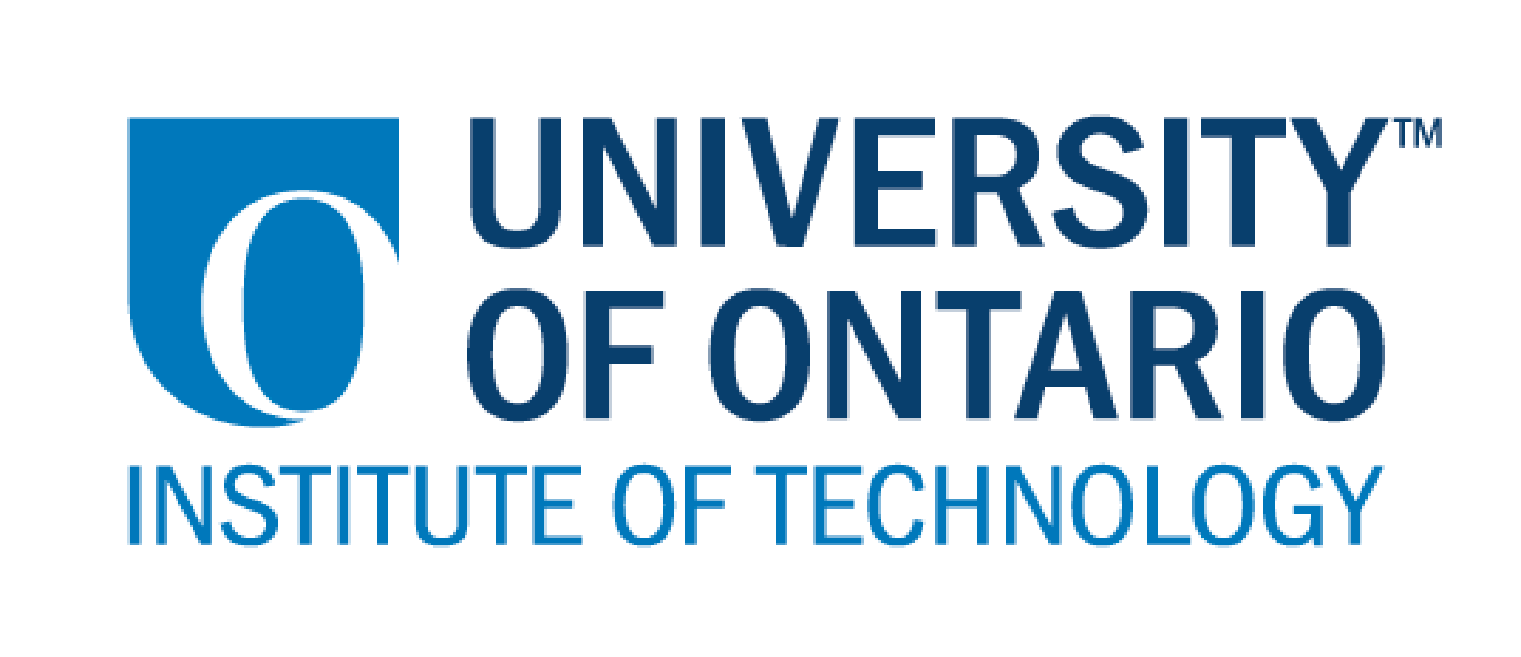 UNIVERSITY™
OF ONTARIO
INSTITUTE OF TECHNOLOGY